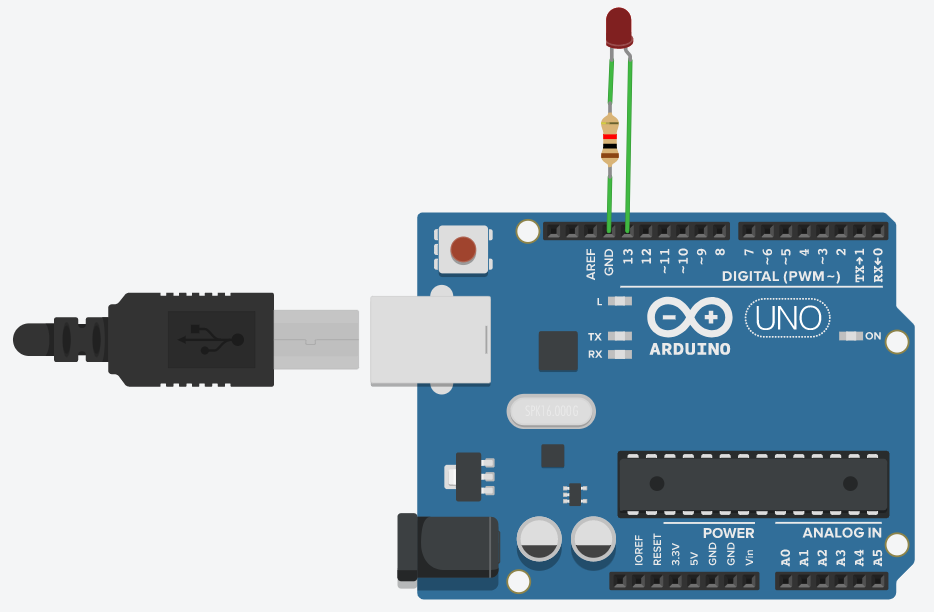 AREF
GND
13
12
~11
~10
~9
8
7
~6
~5
4
~3
2
TX→1
RX←0
DIGITAL (PWM~)
L
TX
RX
ARDUINO
UNO
ON
SPK16.000G
POWER
ANALOG IN
IOREF
RESET
3.3V
5V
GND
GND
Vin
A0
A1
A2
A3
A4
A5